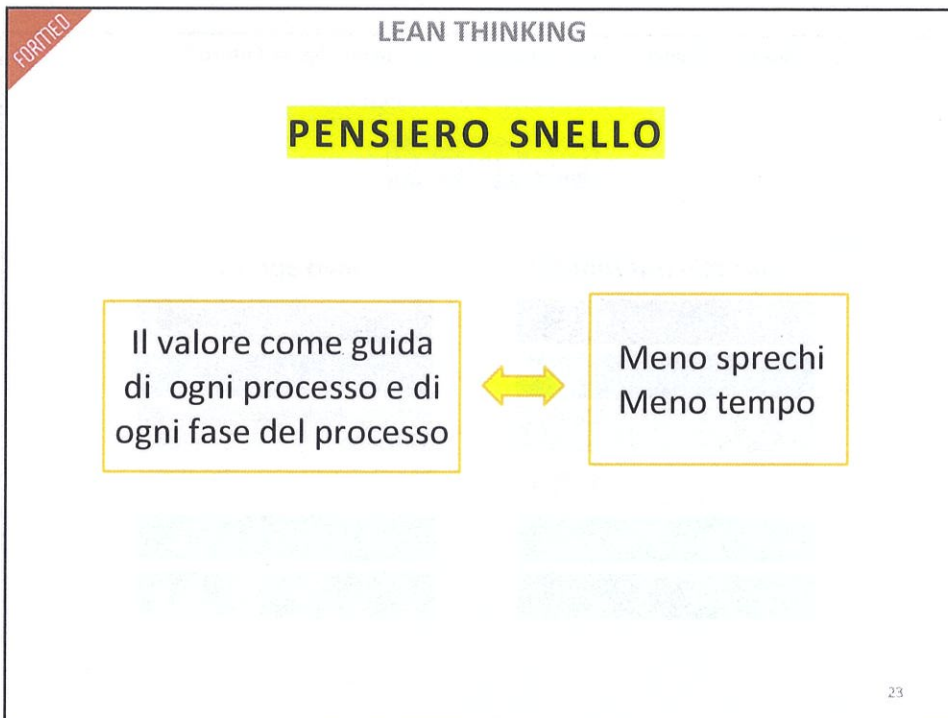 FORMED
LEAN THINKING
PENSIERO SNELLO
Il valore come guida
di ogni processo e di
ogni fase del processo
Meno sprechi
Meno tempo
23